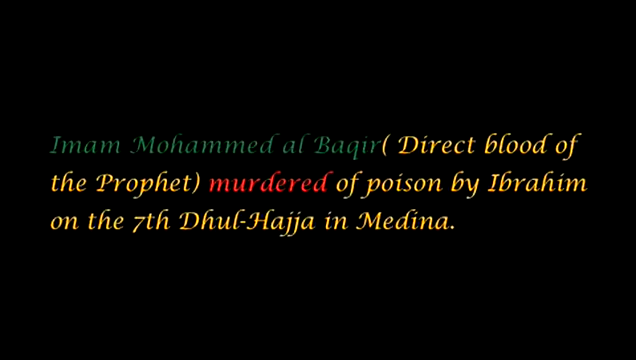 Imam Mohammed al Baqir( Direct blood of
the Prophet) murdered of poison by Ibrahim
on the 7th Dhul-Hajja in Medina.